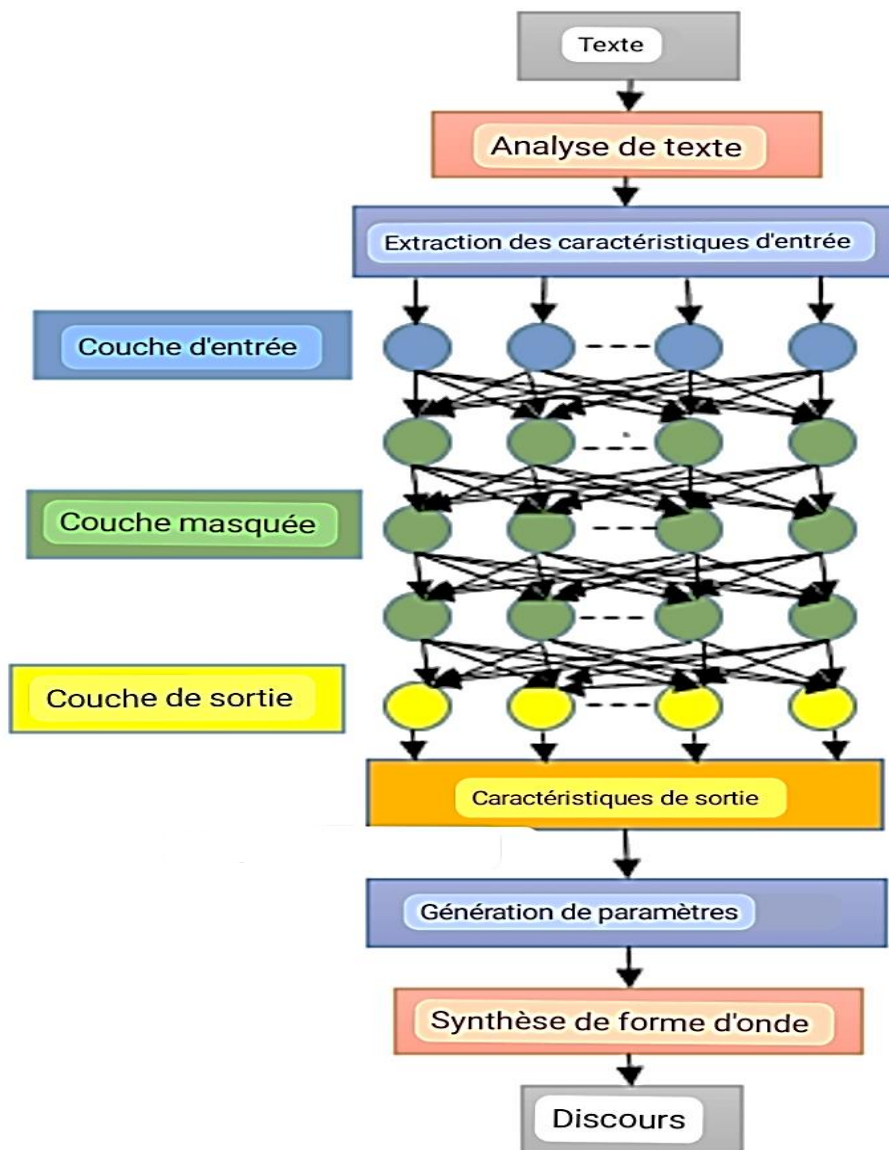 Texte
Analyse de texte
Extraction des caractéristiques d'entrée
Couche d'entrée
Couche masquée
Couche de sortie
Caractéristiques de sortie
Génération de paramètres
Synthèse de forme d'onde
Discours